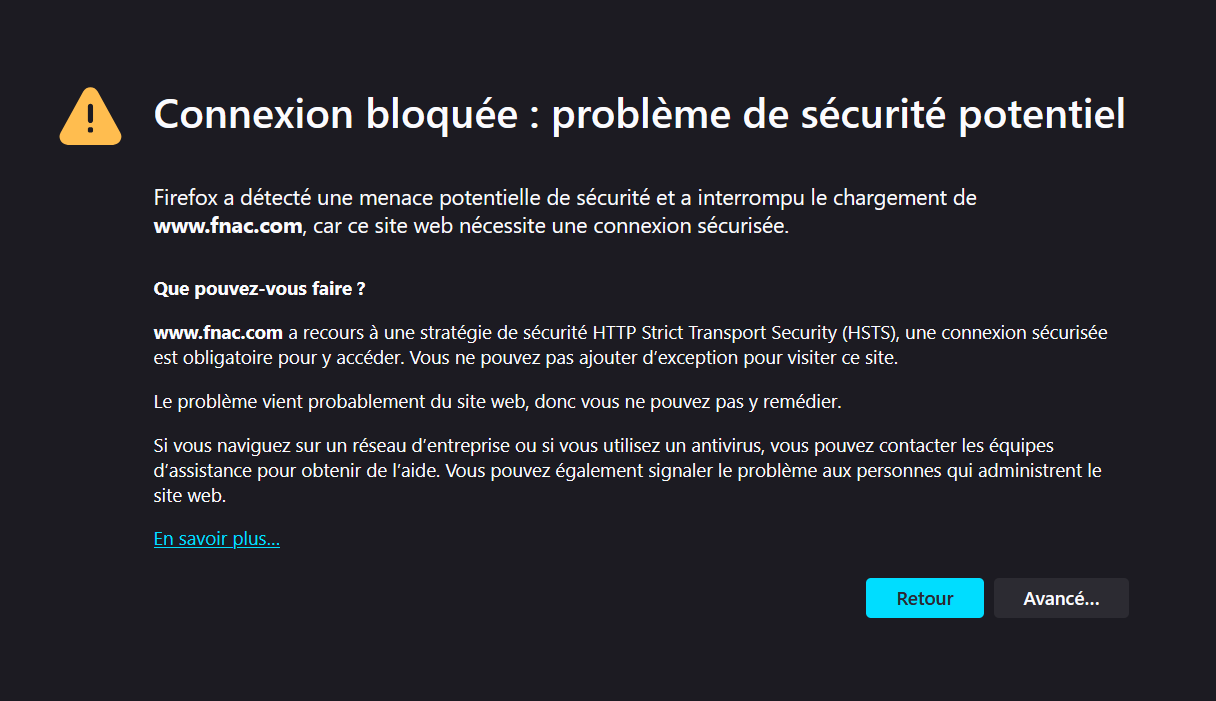 Connexion bloquée : problème de sécurité potentiel
Firefox a détecté une menace potentielle de sécurité et a interrompu le chargement de
www.fnac.com, car ce site web nécessite une connexion sécurisée.
Que pouvez-vous faire ?
www.fnac.com a recours à une stratégie de sécurité HTTP Strict Transport Security (HSTS), une connexion sécurisée
est obligatoire pour y accéder. Vous ne pouvez pas ajouter d’exception pour visiter ce site.
Le problème vient probablement du site web, donc vous ne pouvez pas y remédier.
Si vous naviguez sur un réseau d’entreprise ou si vous utilisez un antivirus, vous pouvez contacter les équipes
d’assistance pour obtenir de l’aide. Vous pouvez également signaler le problème aux personnes qui administrent le
site web.
En savoir plus…
Retour
Avancé…